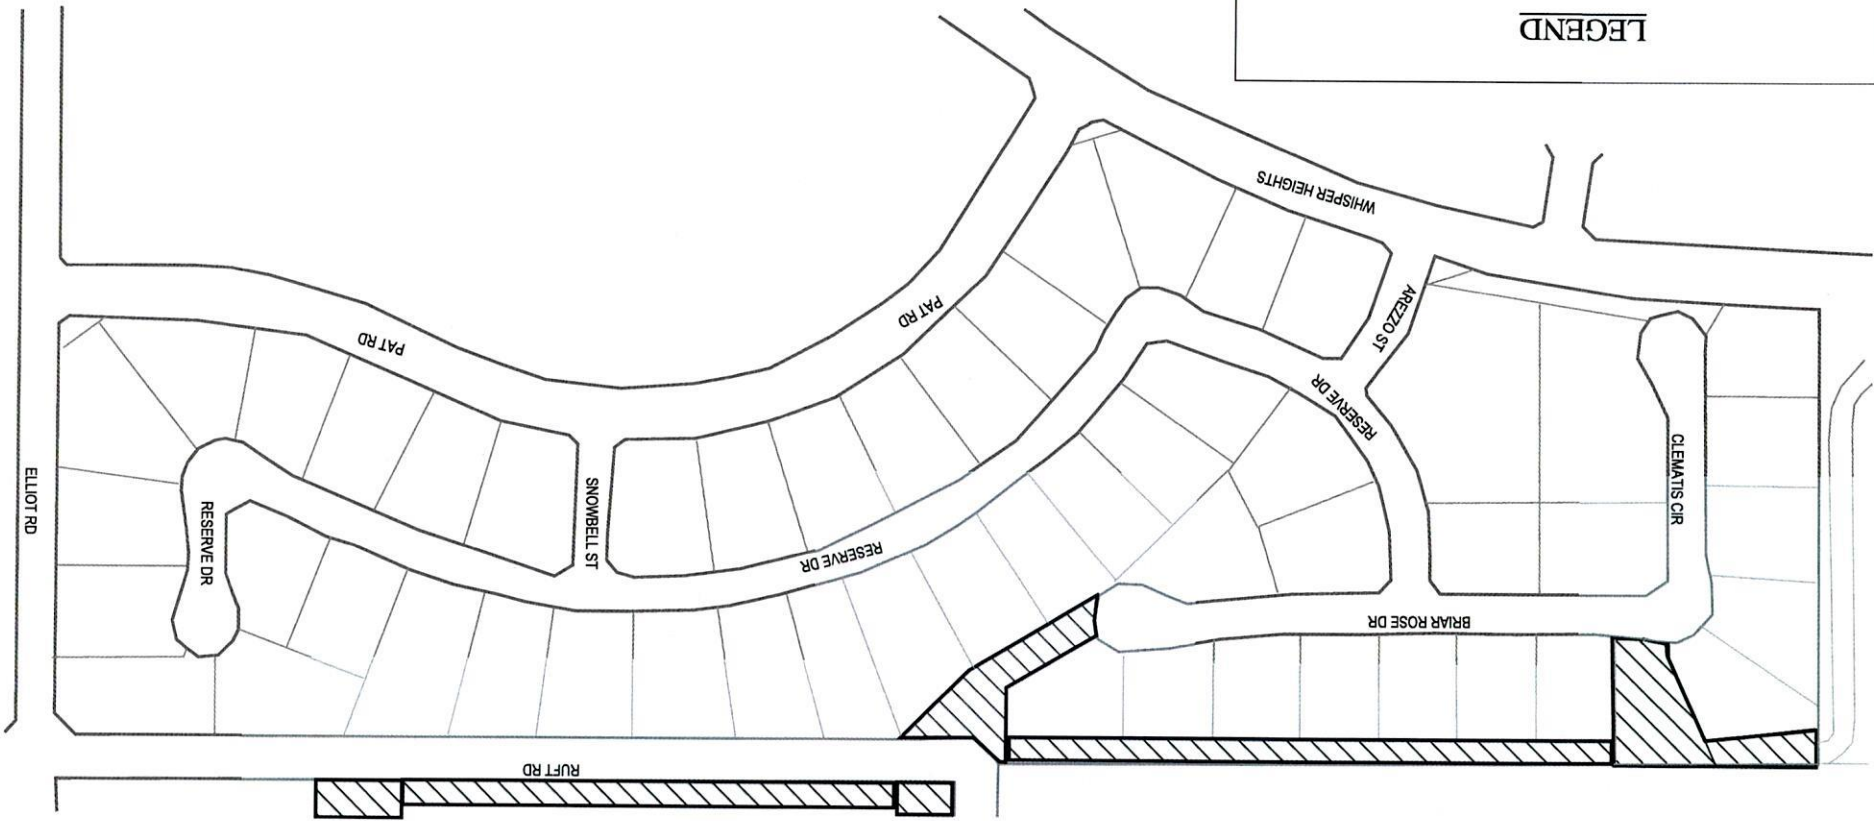 LEGEND
WHISPER HEIGHTS
AREZZO ST
PAT RD
PAT RD
RESERVE DR
CLEMATIS CIR
SNOWBELL ST
ELLIOT RD
RESERVE DR
RESERVE DR
BRIAR ROSE DR
RUFT RD